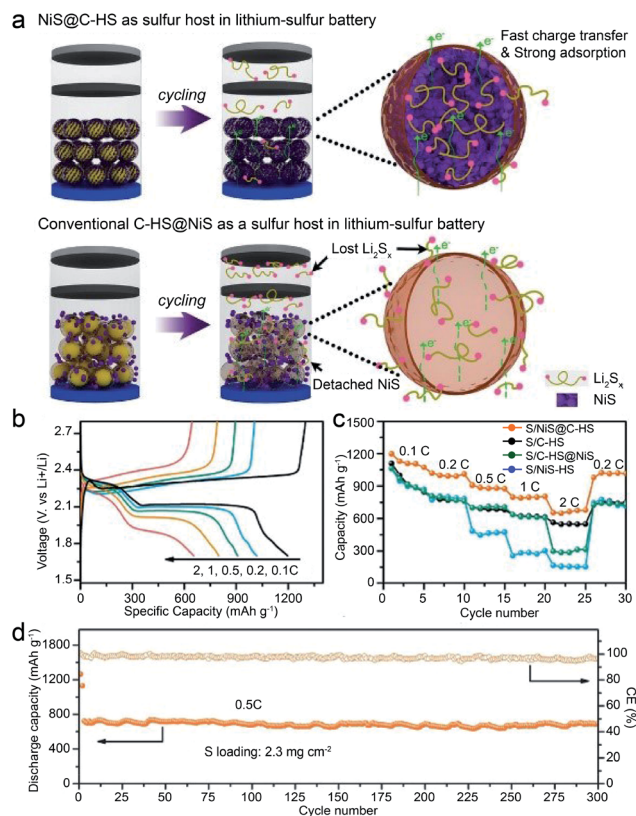 a
NiS@C-HS as sulfur host in lithium-sulfur battery
Fast charge transfer
& Strong adsorption
cycling
e-
e-
e-
e-
Conventional C-HS@NiS as a sulfur host in lithium-sulfur battery
Lost Li2Sx
cycling
Detached NiS
e-
e-
e-
e-
e-
e-
Li2Sx
NiS
b
Voltage (V. vs Li+/Li)
2.7
2.4
2.1
1.8
1.5
2, 1, 0.5, 0.2, 0.1C
0 300 600 900 1200
Specific Capacity (mAh g-1)
c
Capacity (mAh g-1)
1500
1200
900
600
300
0
S/NiS@C-HS
S/C-HS
S/C-HS@NiS
S/NiS-HS
0.1 C
0.2 C
0.5 C
1 C
2 C
0.2 C
0 5 10 15 20 25 30
Cycle number
d
Discharge capacity (mAh g-1)
1800
1440
1080
720
360
0
0.5C
S loading: 2.3 mg cm-2
100
80
60
40
20
0
CE (%)
0 25 50 75 100 125 150 175 200 225 250 275 300
Cycle number